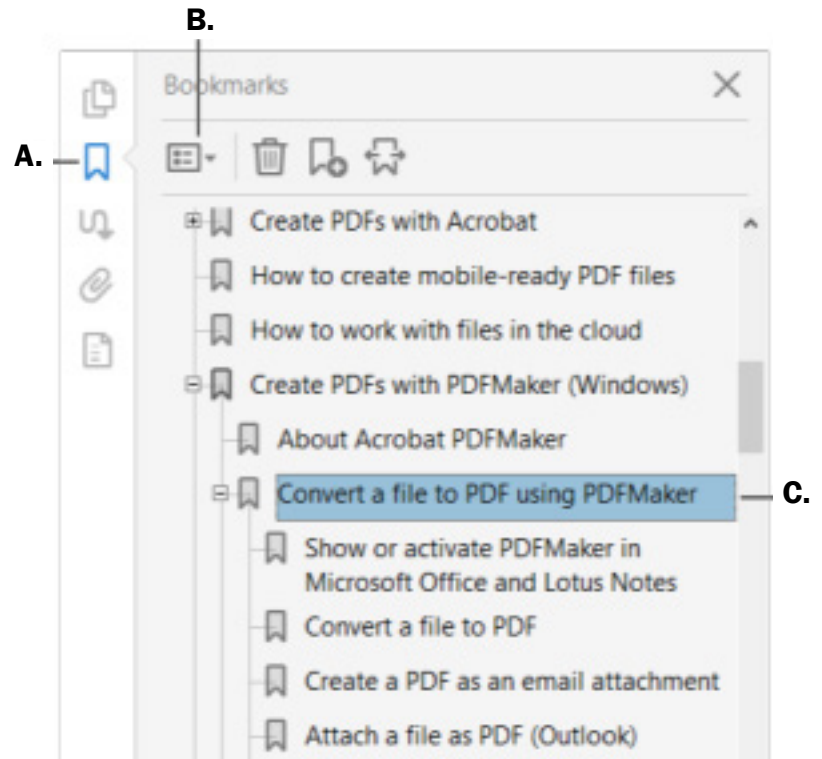 B.
Bookmarks
A.
Create PDFs with Acrobat
How to create mobile-ready PDF files
How to work with files in the cloud
Create PDFs with PDFMaker (Windows)
About Acrobat PDFMaker
Convert a file to PDF using PDFMaker
C.
Show or activate PDFMaker in
Microsoft Office and Lotus Notes
Convert a file to PDF
Create a PDF as an email attachment
Attach a file as PDF (Outlook)